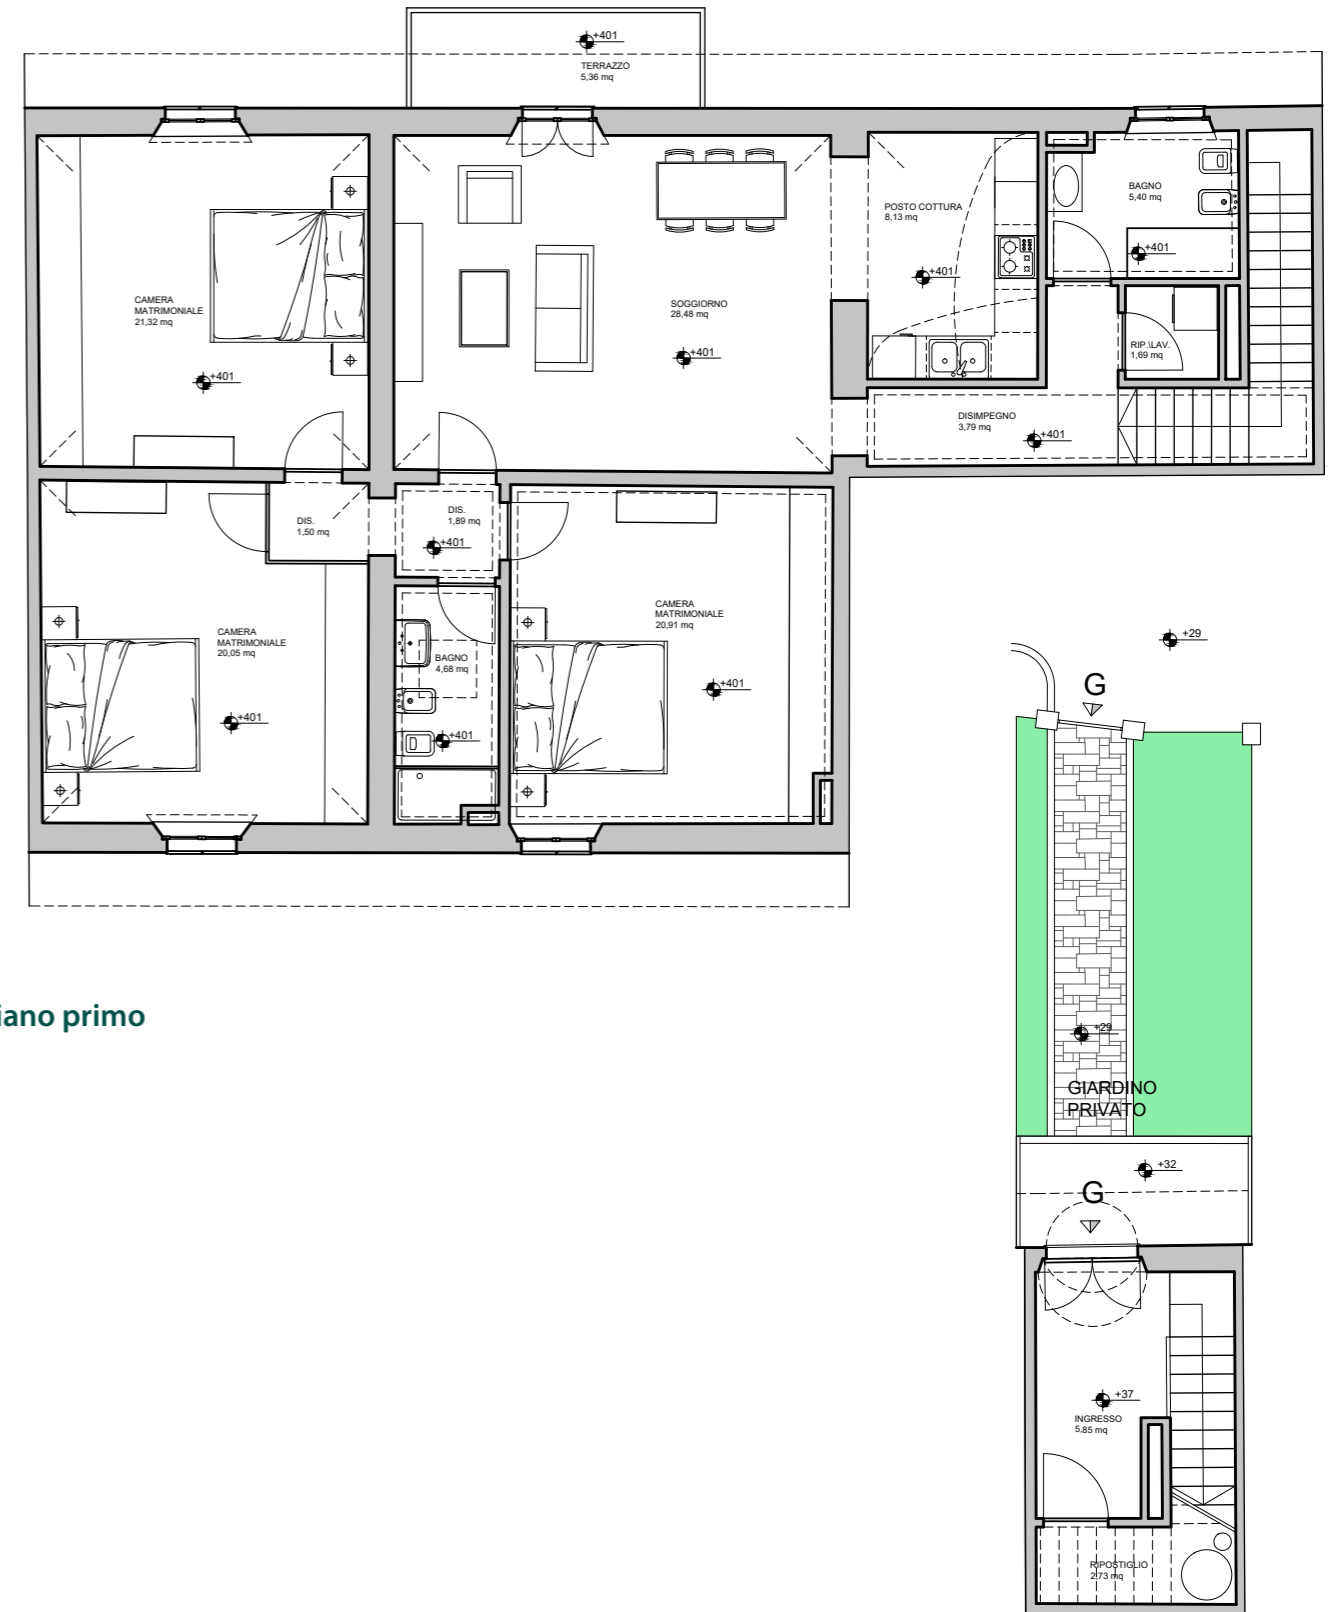 +401
TERRAZZO
5,36 mq
CAMERA
MATRIMONIALE
21,32 mq
+401
SOGGIORNO
28,48 mq
+401
POSTO COTTURA
8,13 mq
+401
BAGNO
5,40 mq
+401
RIP.\LAV.
1,69 mq
DISIMPEGNO
3,79 mq
+401
DIS.
1,50 mq
DIS.
1,89 mq
+401
CAMERA
MATRIMONIALE
20,05 mq
+401
BAGNO
4,68 mq
+401
CAMERA
MATRIMONIALE
20,91 mq
+401
+29
G
iano primo
+29
GIARDINO
PRIVATO
+32
G
+37
INGRESSO
5,85 mq
RIPOSTIGLIO
2,73 mq